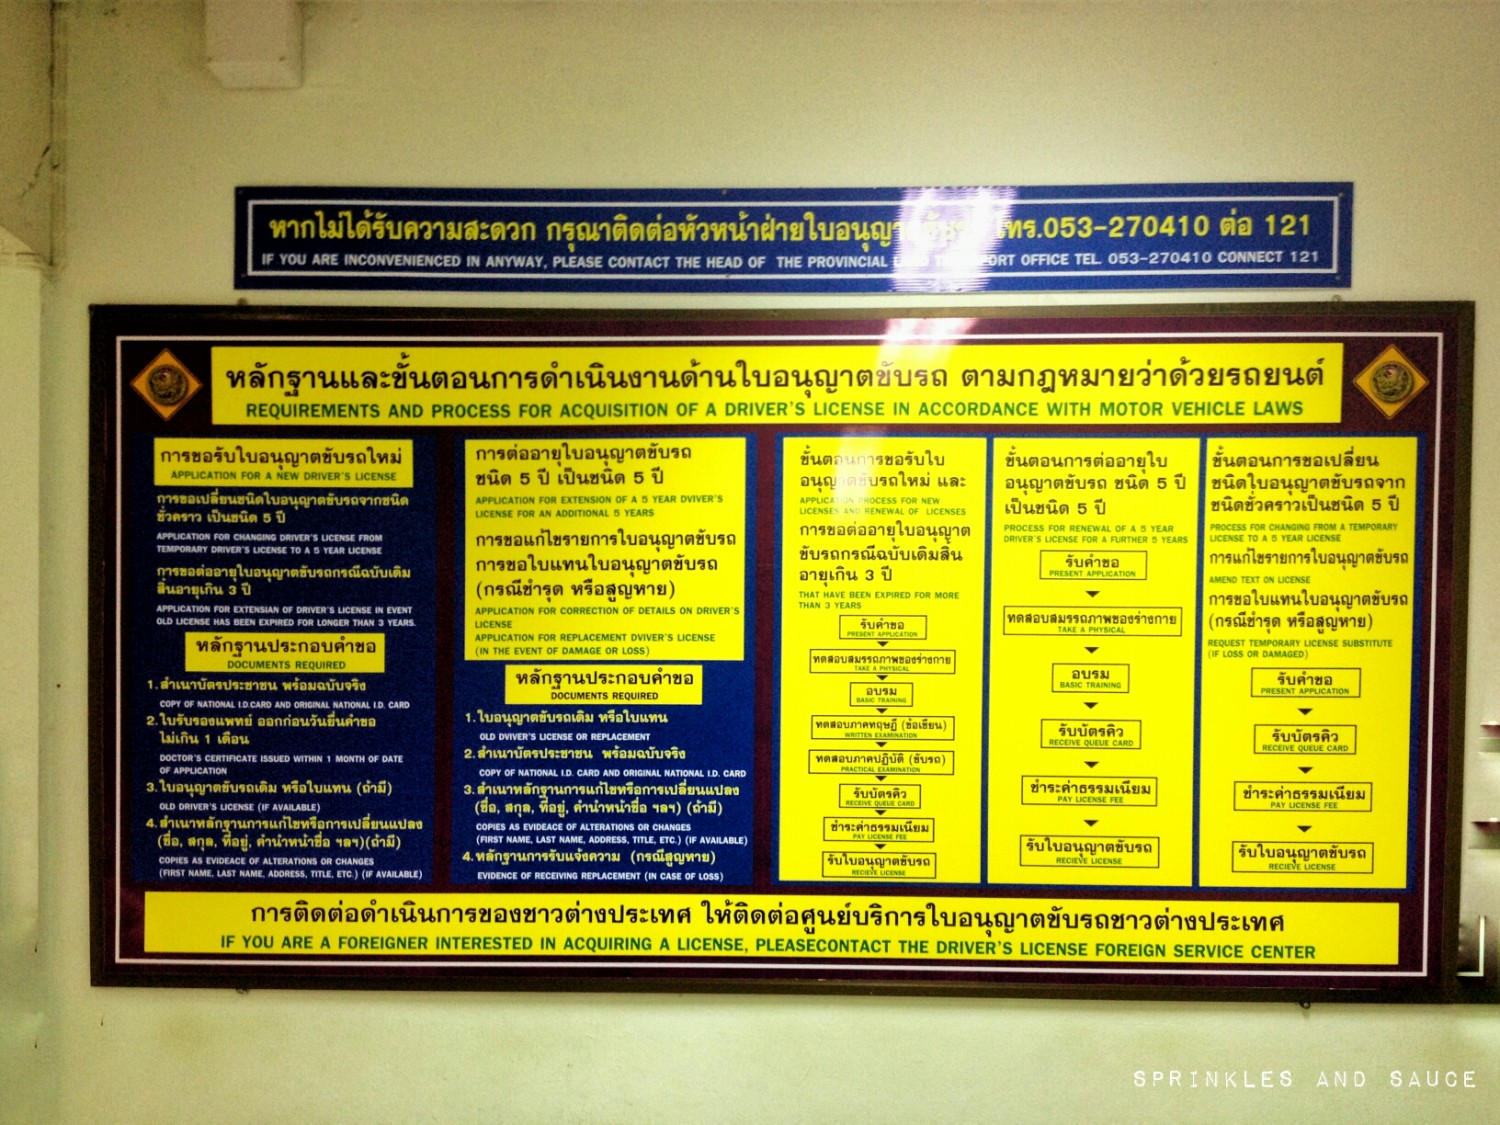 หากไม่ได้รับความสะดวก กรุณาติดต่อหัวหน้าฝ่ายใบอนุญา โทร.053-270410 ต่อ 121
IF YOU ARE INCONVENIENCED IN ANYWAY, PLEASE CONTACT THE HEAD OF THE PROVINCIAL OFFICE TEL. 053-270410 CONNECT 121
หลักฐานและขั้นตอนการดำเนินงานด้านใบอนุญาตขับรถ ตามกฎหมายว่าด้วยรถยนต์
REQUIREMENTS AND PROCESS FOR ACQUISITION OF A DRIVER'S LICENSE IN ACCORDANCE WITH MOTOR VEHICLE LAWS
การขอรับใบอนุญาตขับรถใหม่
APPLICATION FOR A NEW DRIVER'S LICENSE
การขอเปลี่ยนชนิดใบอนุญาตขับรถจากชนิด
ชั่วคราว เป็นชนิด 5 ปี
APPLICATION FOR CHANGING DRIVER'S LICENSE FROM
TEMPORARY DRIVER'S LICENSE TO A 5 YEAR LICENSE
การขอต่ออายุใบอนุญาตขับรถกรณีฉบับเดิม
สิ้นอายุเกิน 3 ปี
APPLICATION FOR EXTENSIAN OF DRIVER'S LICENSE IN EVENT
OLD LICENSE HAS BEEN EXPIRED FOR LONGER THAN 3 YEARS.
หลักฐานประกอบคำขอ
DOCUMENTS REQUIRED
1.สำเนาบัตรประชาชน พร้อมฉบับจริง
COPY OF NATIONAL I.D.CARD AND ORIGINAL NATIONAL I.D. CARD
2.ใบรับรองแพทย์ ออกก่อนวันยื่นคำขอ
ไม่เกิน 1 เดือน
DOCTOR'S CERTIFICATE ISSUED WITHIN 1 MONTH OF DATE
OF APPLICATION
3.ใบอนุญาตขับรถเดิม หรือใบแทน (ถ้ามี)
OLD DRIVER'S LICENSE (IF AVAILABLE)
4.สำเนาหลักฐานการแก้ไขหรือการเปลี่ยนแปลง
(ชื่อ, สกุล, ที่อยู่, คำนำหน้าชื่อ ฯลฯ)(ถ้ามี)
COPIES AS EVIDEACE OF ALTERATIONS OR CHANGES
(FIRST NAME, LAST NAME, ADDRESS, TITLE, ETC.) (IF AVAILABLE)
การต่ออายุใบอนุญาตขับรถ
ชนิด 5 ปี เป็นชนิด 5 ปี
APPLICATION FOR EXTENSION OF A 5 YEAR DVIVER'S
LICENSE FOR AN ADDITIONAL 5 YEARS
การขอแก้ไขรายการใบอนุญาตขับรถ
การขอใบแทนใบอนุญาตขับรถ
(กรณีชำรุด หรือสูญหาย)
APPLICATION FOR CORRECTION OF DETAILS ON DRIVER'S
LICENSE
APPLICATION FOR REPLACEMENT DVIVER'S LICENSE
(IN THE EVENT OF DAMAGE OR LOSS)
หลักฐานประกอบคำขอ
DOCUMENTS REQUIRED
1.ใบอนุญาตขับรถเดิม หรือใบแทน
OLD DVIVER'S LICENSE OR REPLACEMENT
2.สำเนาบัตรประชาชน พร้อมฉบับจริง
COPY OF NATIONAL I.D. CARD AND ORIGINAL NATIONAL I.D. CARD
3.สำเนาหลักฐานการแก้ไขหรือการเปลี่ยนแปลง
(ชื่อ, สกุล, ที่อยู่, คำนำหน้าชื่อ ฯลฯ) (ถ้ามี)
COPIES AS EVIDEACE OF ALTERATIONS OR CHANGES
(FIRST NAME, LAST NAME, ADDRESS, TITLE, ETC.) (IF AVAILABLE)
4.หลักฐานการรับแจ้งความ (กรณีสูญหาย)
EVIDENCE OF RECEIVING REPLACEMENT (IN CASE OF LOSS)
ขั้นตอนการขอรับใบ
อนุญาตขับรถใหม่ และ
APPLICATION PROCESS FOR NEW
LICENSES AND RENEWAL OF LICENSES
การขอต่ออายุใบอนุญาต
ขับรถกรณีฉบับเดิมสิ้น
อายุเกิน 3 ปี
THAT HAVE BEEN EXPIRED FOR MORE
THAN 3 YEARS
รับคำขอ
PRESENT APPLICATION
ทดสอบสมรรถภาพของร่างกาย
TAKE A PHYSICAL
อบรม
BASIC TRAINING
ทดสอบภาคทฤษฎี (ข้อเขียน)
WRITTEN EXAMINATION
ทดสอบภาคปฏิบัติ (ขับรถ)
PRACTICAL EXAMINATION
รับบัตรคิว
RECEIVE QUEUE CARD
ชำระค่าธรรมเนียม
PAY LICENSE FEE
รับใบอนุญาตขับรถ
RECIEVE LICENSE
ขั้นตอนการต่ออายุใบ
อนุญาตขับรถ ชนิด 5 ปี
เป็นชนิด 5 ปี
PROCESS FOR RENEWAL OF A 5 YEAR
DRIVER'S LICENSE FOR A FURTHER 5 YEARS
รับคำขอ
PRESENT APPLICATION
ทดสอบสมรรถภาพของร่างกาย
TAKE A PHYSICAL
อบรม
BASIC TRAINING
รับบัตรคิว
RECEIVE QUEUE CARD
ชำระค่าธรรมเนียม
PAY LICENSE FEE
รับใบอนุญาตขับรถ
RECIEVE LICENSE
ขั้นตอนการขอเปลี่ยน
ชนิดใบอนุญาตขับรถจาก
ชนิดชั่วคราวเป็นชนิด 5 ปี
PROCESS FOR CHANGING FROM A TEMPORARY
LICENSE TO A 5 YEAR LICENSE
การแก้ไขรายการใบอนุญาตขับรถ
AMEND TEXT ON LICENSE
การขอใบแทนใบอนุญาตขับรถ
(กรณีชำรุด หรือสูญหาย)
REQUEST TEMPORARY LICENSE SUBSTITUTE
(IF LOSS OR DAMAGED)
รับคำขอ
PRESENT APPLICATION
รับบัตรคิว
RECEIVE QUEUE CARD
ชำระค่าธรรมเนียม
PAY LICENSE FEE
รับใบอนุญาตขับรถ
RECIEVE LICENSE
การติดต่อดำเนินการของชาวต่างประเทศ ให้ติดต่อศูนย์บริการใบอนุญาตขับรถชาวต่างประเทศ
IF YOU ARE A FOREIGNER INTERESTED IN ACQUIRING A LICENSE, PLEASECONTACT THE DRIVER'S LICENSE FOREIGN SERVICE CENTER
SPRINKLES AND SAUCE